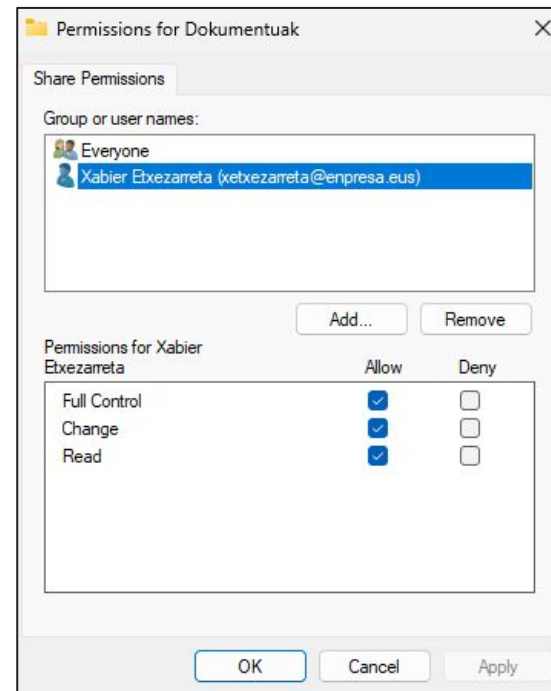 Permissions for Dokumentuak
Share Permissions
Group or user names:
Everyone
Xabier Etxezarreta (xetxezarreta@enpresa.eus)
Add... Remove
Permissions for Xabier
Etxezarreta Allow Deny
Full Control
Change
Read
OK Cancel Apply